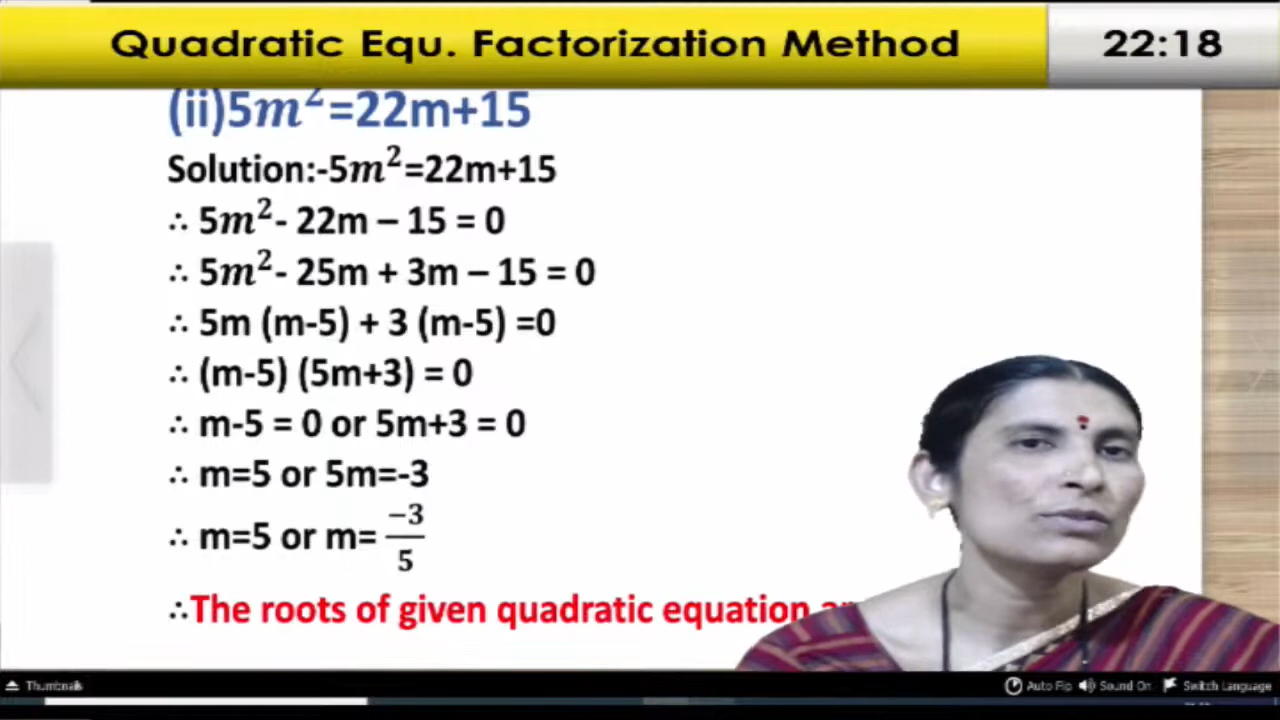 Quadratic Equ. Factorization Method
22:18
(ii)5m²=22m+15
Solution:-5m²=22m+15
∴ 5m²- 22m – 15 = 0
∴ 5m²- 25m + 3m – 15 = 0
∴ 5m (m-5) + 3 (m-5) =0
∴ (m-5) (5m+3) = 0
∴ m-5 = 0 or 5m+3 = 0
∴ m=5 or 5m=-3
∴ m=5 or m= −3/5
∴The roots of given quadratic equation
Thumbnails
Auto Flip Sound On Switch Language